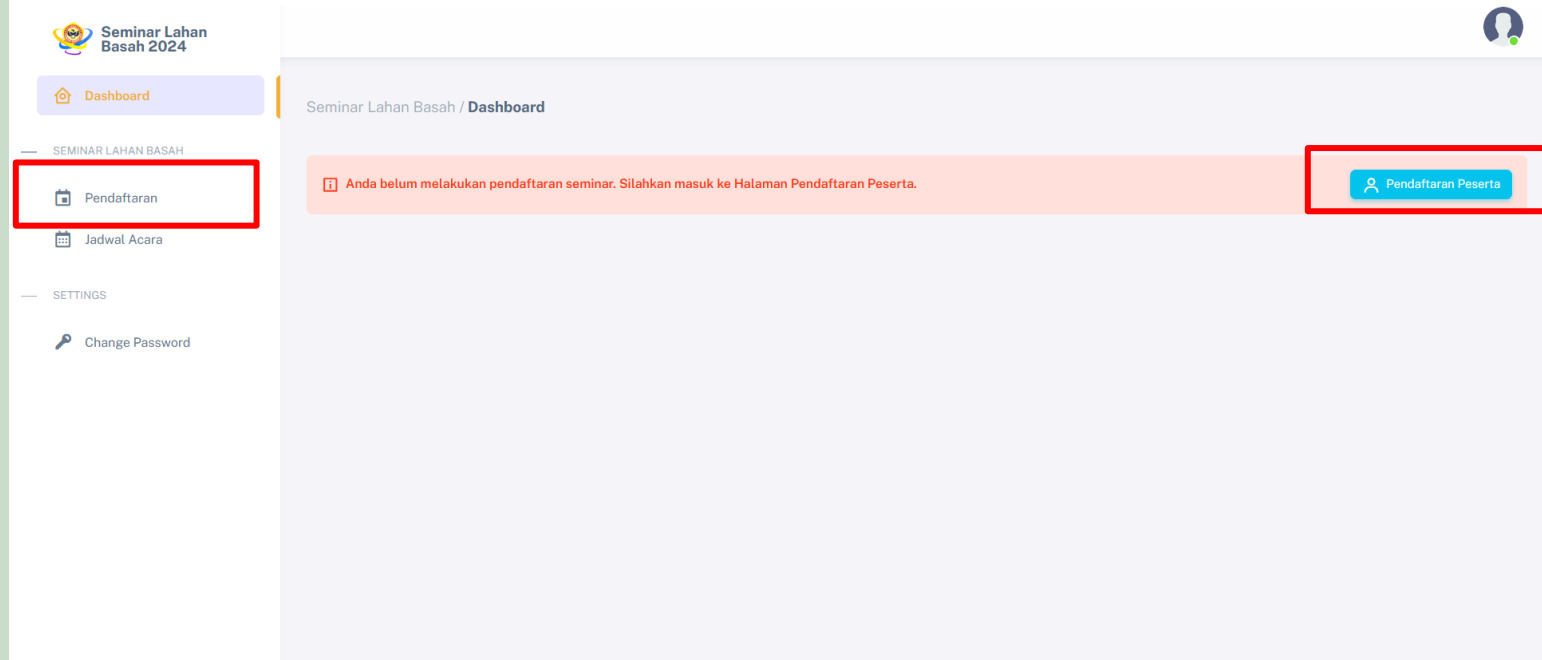 Seminar Lahan
Basah 2024
Dashboard
SEMINAR LAHAN BASAH
Pendaftaran
Jadwal Acara
SETTINGS
Change Password
Seminar Lahan Basah / Dashboard
Anda belum melakukan pendaftaran seminar. Silahkan masuk ke Halaman Pendaftaran Peserta.
Pendaftaran Peserta